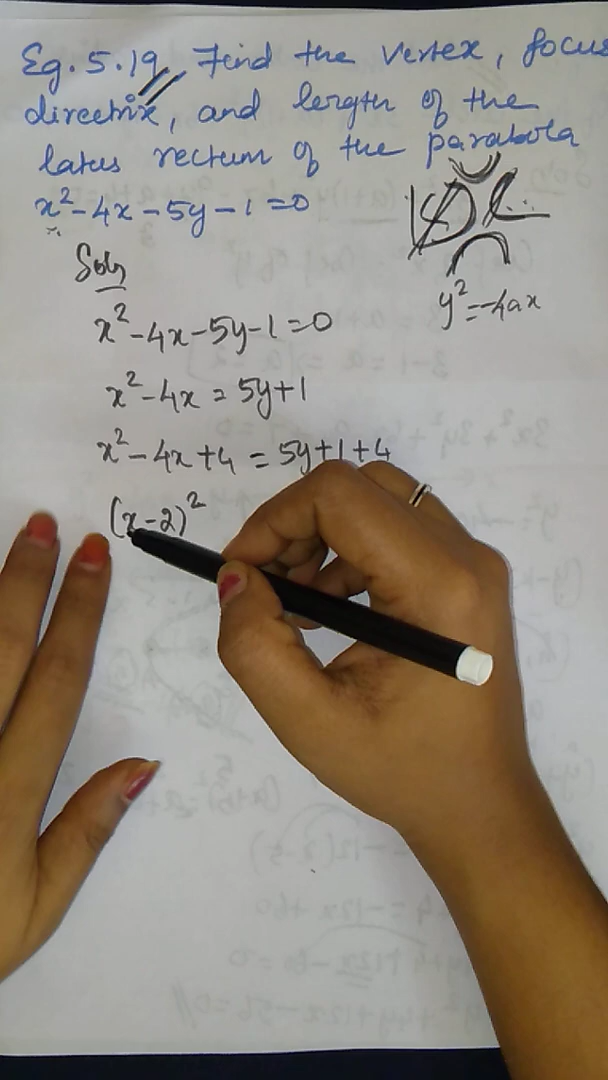 Eg. 5.19 Find the vertex, focus
directrix, and length of the
latus rectum of the parabola
x² - 4x - 5y - 1 = 0
y² = -4ax
Soln
x² - 4x - 5y - 1 = 0
x² - 4x = 5y + 1
x² - 4x + 4 = 5y + 1 + 4
(x - 2)²